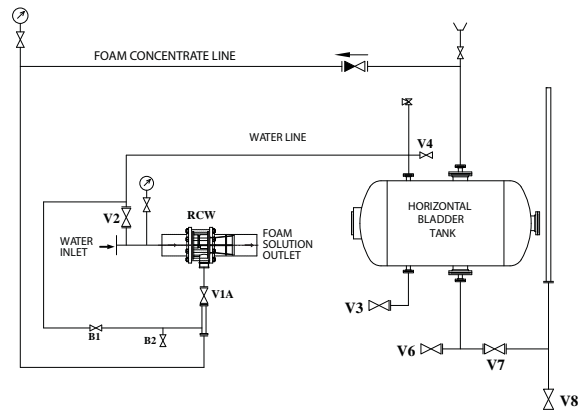 FOAM CONCENTRATE LINE
WATER LINE
V4
RCW
V2
HORIZONTAL
BLADDER
TANK
WATER
INLET
FOAM
SOLUTION
OUTLET
V1A
V3
B1
B2
V6
V7
V8